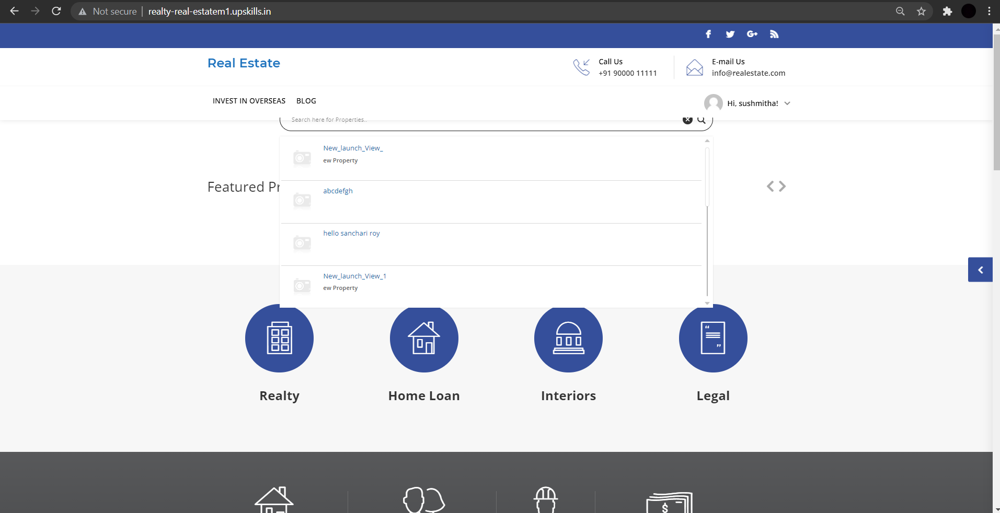 Not secure | realty-real-estatem1.upskills.in
Real Estate
Call Us
+91 90000 11111
E-mail Us
info@realestate.com
INVEST IN OVERSEAS BLOG
Hi, sushmitha!
Search here for Properties..
New_launch_View_
ew Property
Featured Pr
abcdefgh
hello sanchari roy
New_launch_View_1
ew Property
Realty
Home Loan
Interiors
Legal